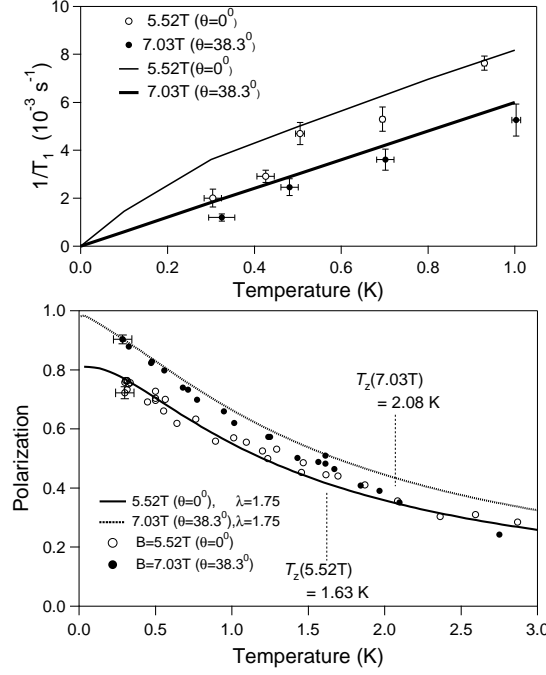 10
8
6
4
2
0
1/T1 (10-3 s-1)
5.52T (θ=0⁰)
7.03T (θ=38.3⁰)
5.52T(θ=0⁰)
7.03T (θ=38.3⁰)
0.0 0.2 0.4 0.6 0.8 1.0
Temperature (K)
1.0
0.8
0.6
0.4
0.2
0.0
Polarization
Tz(7.03T)
= 2.08 K
5.52T (θ=0⁰), λ=1.75
7.03T (θ=38.3⁰),λ=1.75
B=5.52T (θ=0⁰)
B=7.03T (θ=38.3⁰)
Tz(5.52T)
= 1.63 K
0.0 0.5 1.0 1.5 2.0 2.5 3.0
Temperature (K)